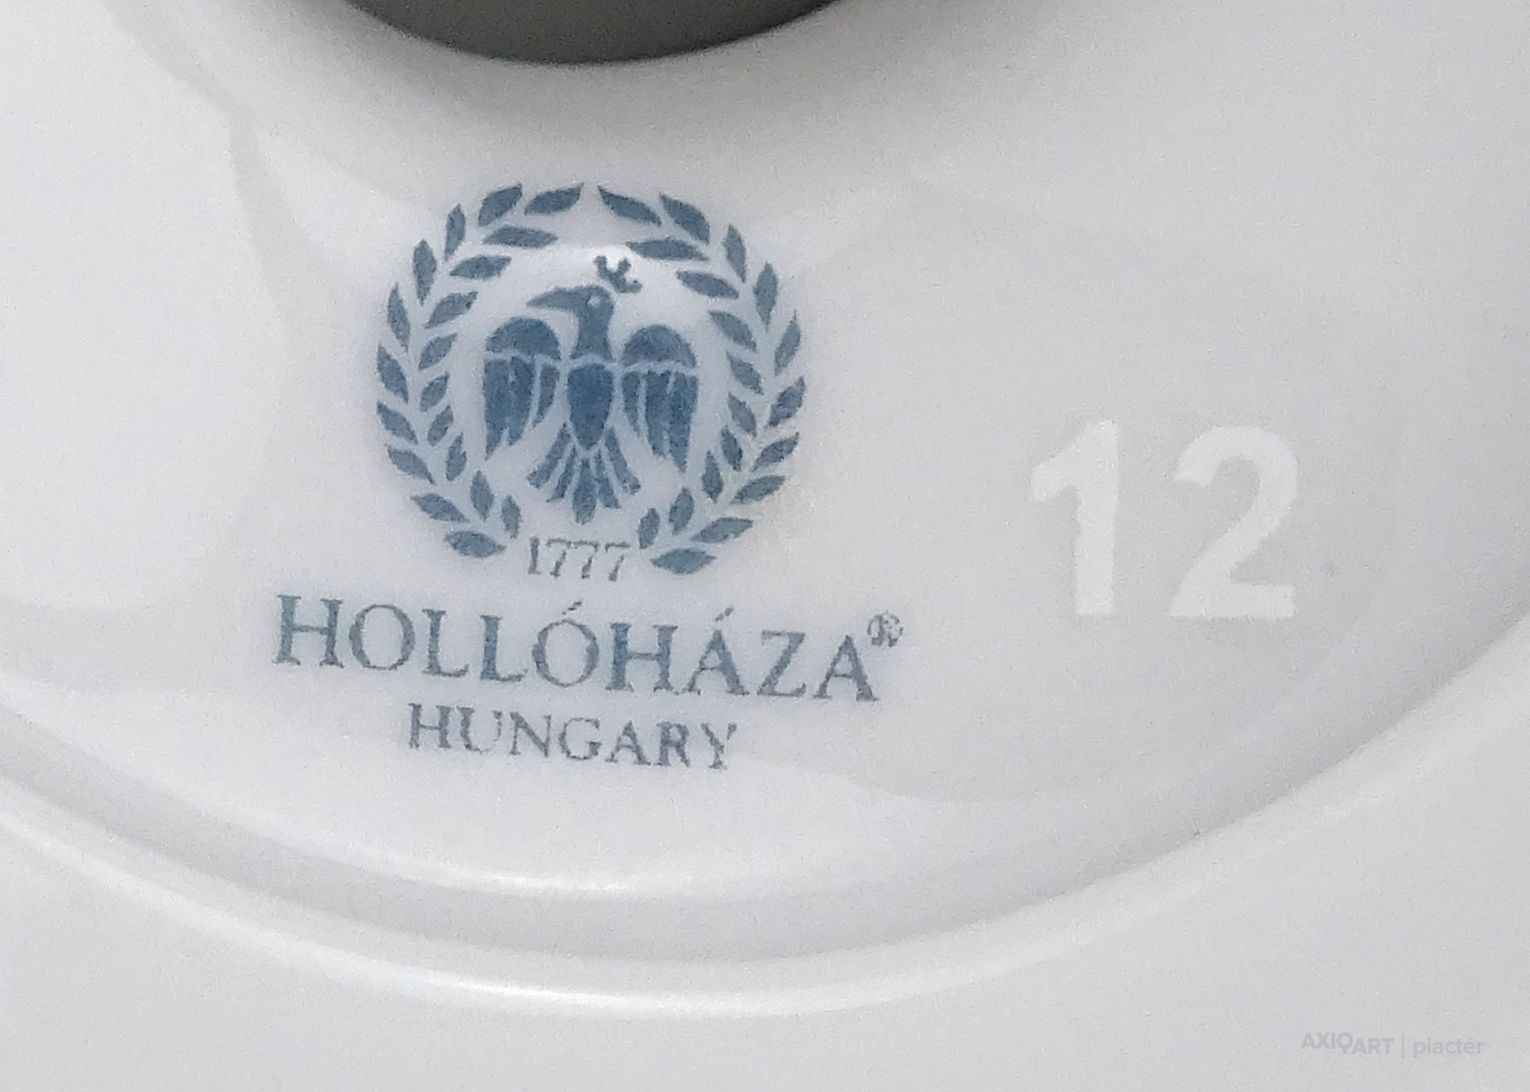 1777
HOLLÓHÁZA®
HUNGARY
12
AXIOART | piactér